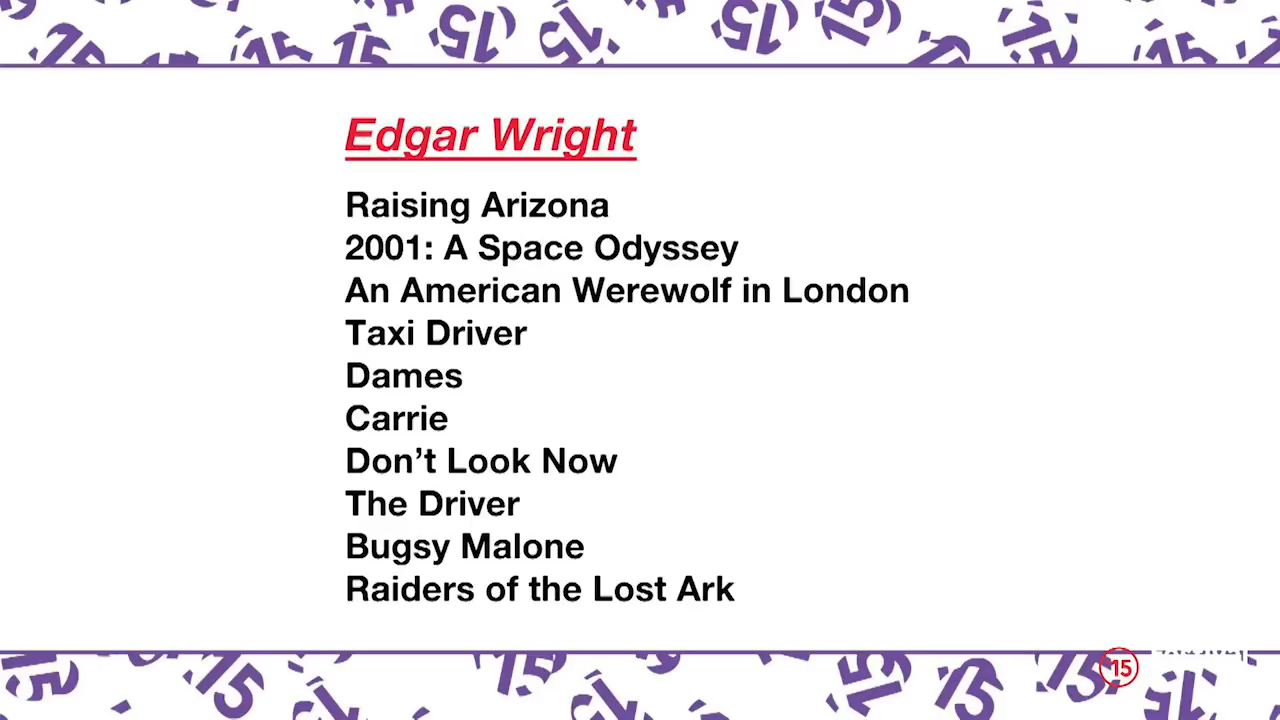 Edgar Wright
Raising Arizona
2001: A Space Odyssey
An American Werewolf in London
Taxi Driver
Dames
Carrie
Don’t Look Now
The Driver
Bugsy Malone
Raiders of the Lost Ark
15